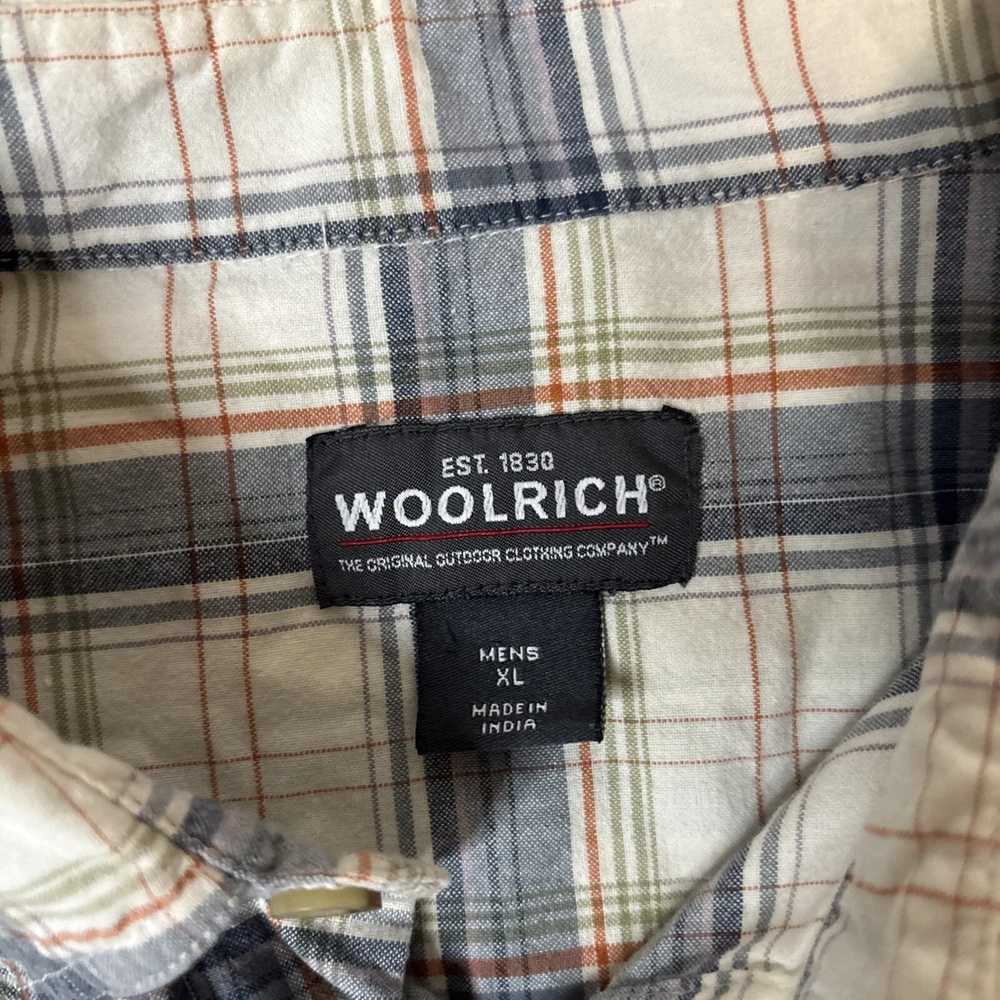 EST. 1830
WOOLRICH®
THE ORIGINAL OUTDOOR CLOTHING COMPANY™
MENS
XL
MADE IN
INDIA